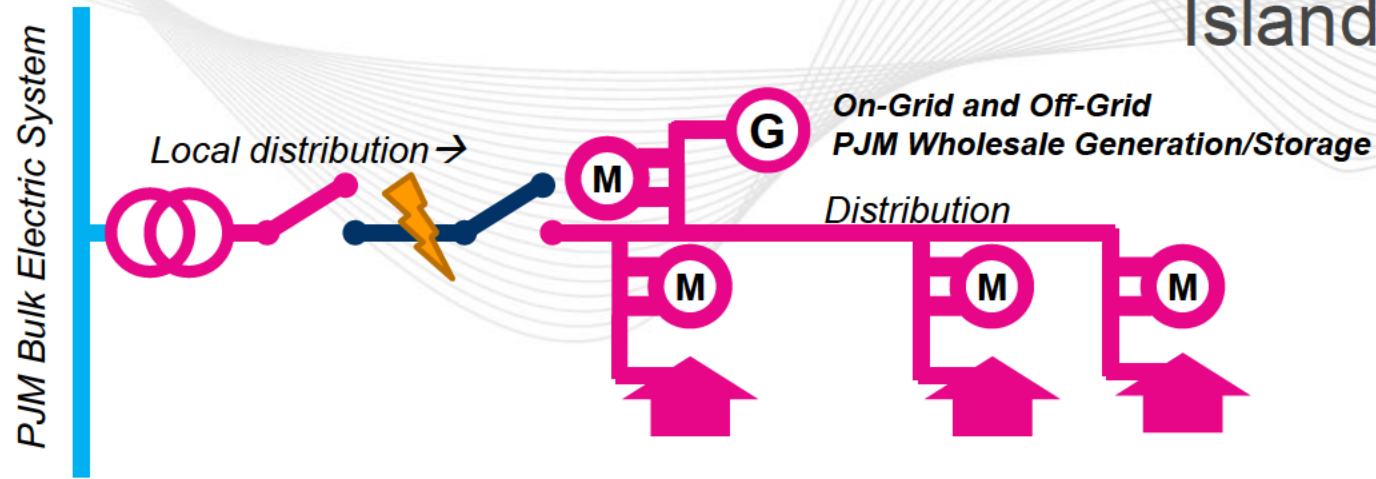 Island
PJM Bulk Electric System
Local distribution→
G
On-Grid and Off-Grid
PJM Wholesale Generation/Storage
M
Distribution
M
M
M